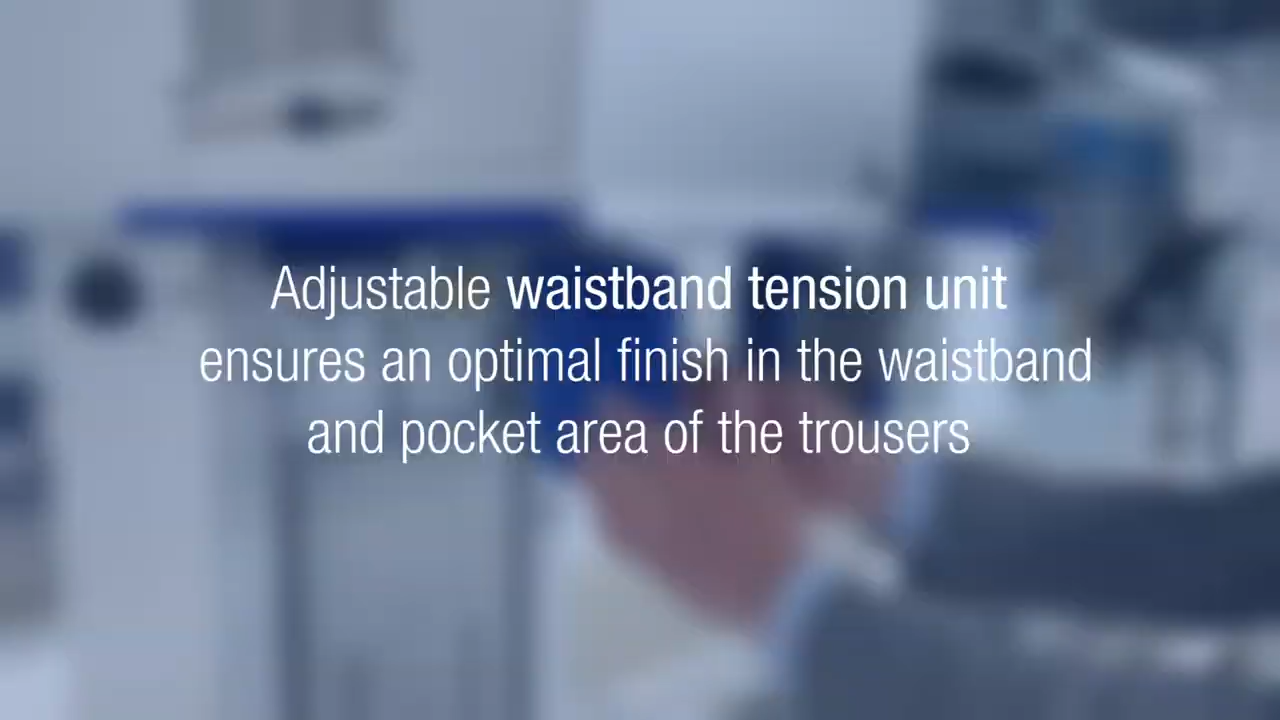 Adjustable waistband tension unit
ensures an optimal finish in the waistband
and pocket area of the trousers